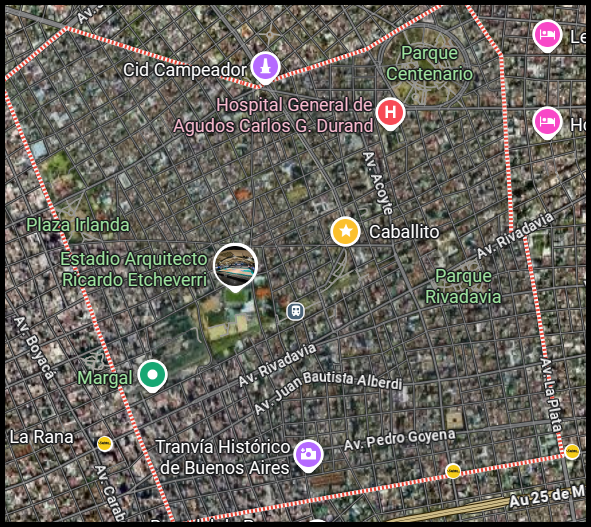 Av.
Cid Campeador
Parque
Centenario
Le
Hospital General de
Agudos Carlos G. Durand
H
Ho
Av. Acoyte
Plaza Irlanda
Caballito
Av. Rivadavia
Estadio Arquitecto
Ricardo Etcheverri
Parque
Rivadavia
Av. Boyacá
Av. Rivadavia
Margal
Av. Juan Bautista Alberdi
Av. La Plata
La Rana
Av. Pedro Goyena
Tranvía Histórico
de Buenos Aires
Av. Carab
Au 25 de M